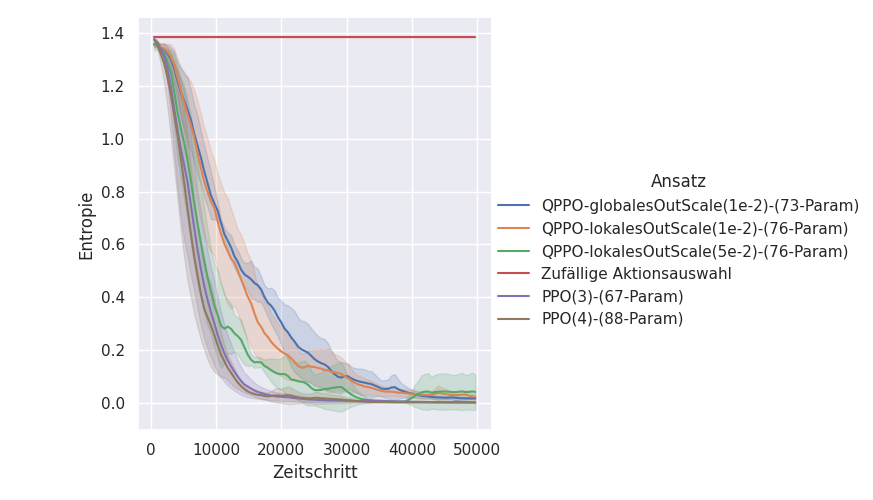 1.4
1.2
1.0
0.8
0.6
0.4
0.2
0.0
Entropie
0 10000 20000 30000 40000 50000
Zeitschritt
Ansatz
QPPO-globalesOutScale(1e-2)-(73-Param)
QPPO-lokalesOutScale(1e-2)-(76-Param)
QPPO-lokalesOutScale(5e-2)-(76-Param)
Zufällige Aktionsauswahl
PPO(3)-(67-Param)
PPO(4)-(88-Param)